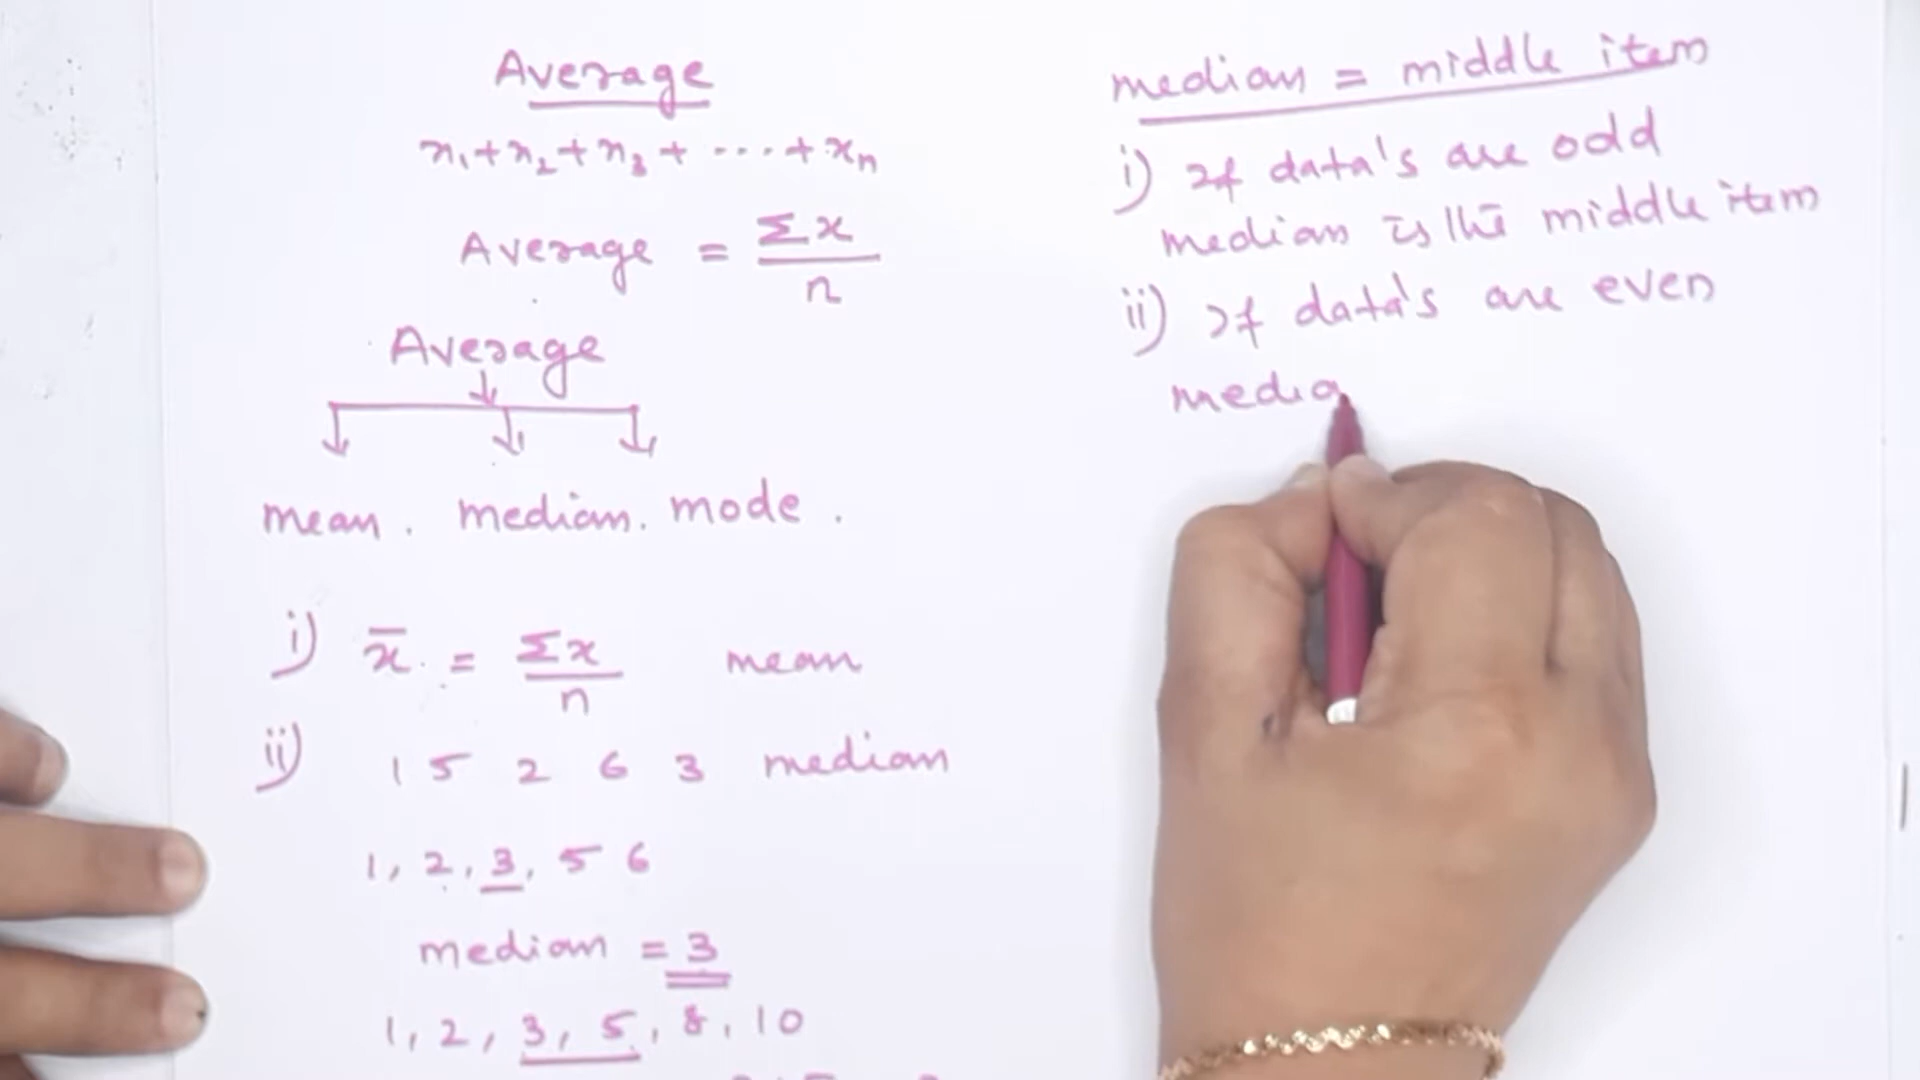 Average
x₁+x₂+x₃+ ···+xₙ
Average = Σx/n
Average
mean. median. mode.
i) x̄ = Σx/n mean
ii) 1 5 2 6 3 median
1, 2, 3, 5 6
median = 3
1, 2, 3, 5, 8, 10
median = middle item
i) If data's are odd
median is the middle item
ii) If data's are even
media